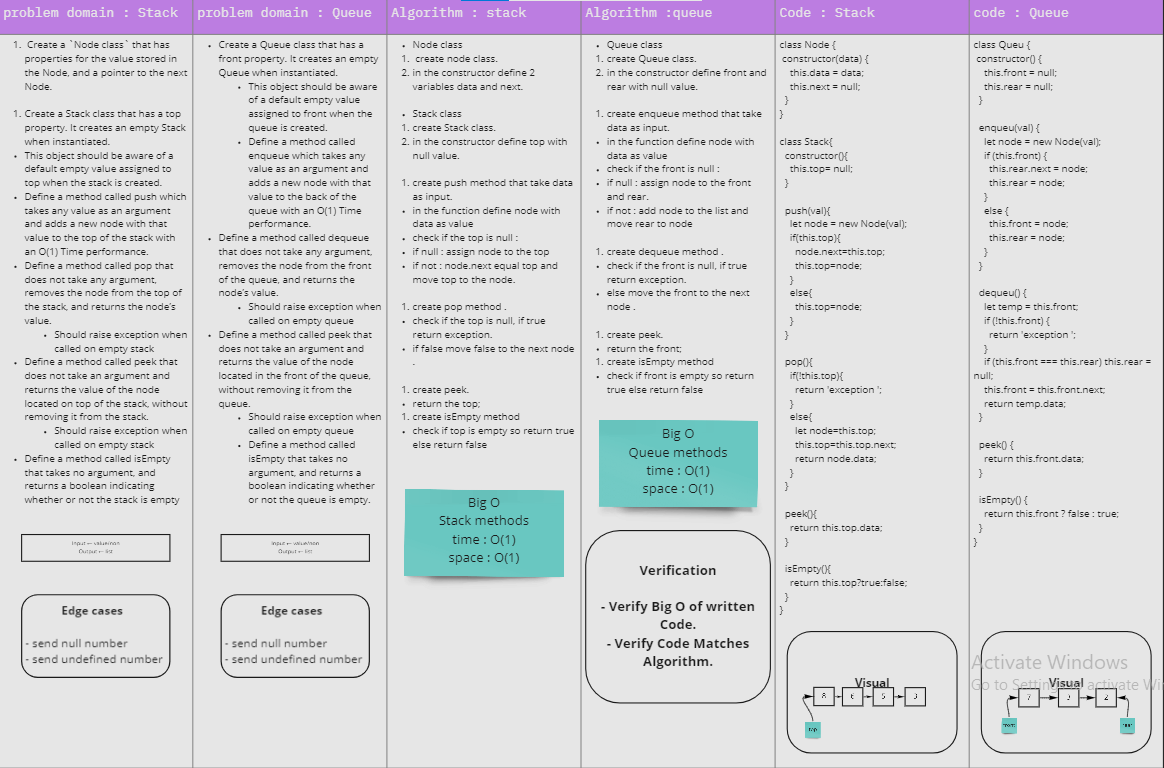 problem domain : Stack
1. Create a `Node class` that has
properties for the value stored in
the Node, and a pointer to the next
Node.
1. Create a Stack class that has a top
property. It creates an empty Stack
when instantiated.
• This object should be aware of a
default empty value assigned to
top when the stack is created.
• Define a method called push which
takes any value as an argument
and adds a new node with that
value to the top of the stack with
an O(1) Time performance.
• Define a method called pop that
does not take any argument,
removes the node from the top of
the stack, and returns the node's
value.
• Should raise exception when
called on empty stack
• Define a method called peek that
does not take an argument and
returns the value of the node
located on top of the stack, without
removing it from the stack.
• Should raise exception when
called on empty stack
• Define a method called isEmpty
that takes no argument, and
returns a boolean indicating
whether or not the stack is empty
Input ← value/non
Output ← list
Edge cases
- send null number
- send undefined number
problem domain : Queue
• Create a Queue class that has a
front property. It creates an empty
Queue when instantiated.
• This object should be aware
of a default empty value
assigned to front when the
queue is created.
• Define a method called
enqueue which takes any
value as an argument and
adds a new node with that
value to the back of the
queue with an O(1) Time
performance.
• Define a method called dequeue
that does not take any argument,
removes the node from the front
of the queue, and returns the
node's value.
• Should raise exception when
called on empty queue
• Define a method called peek that
does not take an argument and
returns the value of the node
located in the front of the queue,
without removing it from the
queue.
• Should raise exception when
called on empty queue
• Define a method called
isEmpty that takes no
argument, and returns a
boolean indicating whether
or not the queue is empty.
Input ← value/non
Output ← list
Edge cases
- send null number
- send undefined number
Algorithm : stack
• Node class
1. create node class.
2. in the constructor define 2
variables data and next.
• Stack class
1. create Stack class.
2. in the constructor define top with
null value.
1. create push method that take data
as input.
• in the function define node with
data as value
• check if the top is null :
• if null : assign node to the top
• if not : node.next equal top and
move top to the node.
1. create pop method .
• check if the top is null, if true
return exception.
• if false move false to the next node
.
1. create peek.
• return the top;
1. create isEmpty method
• check if top is empty so return true
else return false
Big O
Stack methods
time : O(1)
space : O(1)
Algorithm :queue
• Queue class
1. create Queue class.
2. in the constructor define front and
rear with null value.
1. create enqueue method that take
data as input.
• in the function define node with
data as value
• check if the front is null :
• if null : assign node to the front
and rear.
• if not : add node to the list and
move rear to node
1. create dequeue method .
• check if the front is null, if true
return exception.
• else move the front to the next
node .
1. create peek.
• return the front;
1. create isEmpty method
• check if front is empty so return
true else return false
Big O
Queue methods
time : O(1)
space : O(1)
Verification
- Verify Big O of written
Code.
- Verify Code Matches
Algorithm.
Code : Stack
class Node {
constructor(data) {
this.data = data;
this.next = null;
}
}
class Stack{
constructor(){
this.top= null;
}
push(val){
let node = new Node(val);
if(this.top){
node.next=this.top;
this.top=node;
}
else{
this.top=node;
}
}
pop(){
if(!this.top){
return 'exception ';
}
else{
let node=this.top;
this.top=this.top.next;
return node.data;
}
}
peek(){
return this.top.data;
}
isEmpty(){
return this.top?true:false;
}
}
Visual
8 6 5 3
top
code : Queue
class Queu {
constructor() {
this.front = null;
this.rear = null;
}
enqueu(val) {
let node = new Node(val);
if (this.front) {
this.rear.next = node;
this.rear = node;
}
else {
this.front = node;
this.rear = node;
}
}
dequeu() {
let temp = this.front;
if (!this.front) {
return 'exception ';
}
if (this.front === this.rear) this.rear =
null;
this.front = this.front.next;
return temp.data;
}
peek() {
return this.front.data;
}
isEmpty() {
return this.front ? false : true;
}
}
Activate Windows
Go to Settings to activate Wi
Visual
7 3 2
front rear